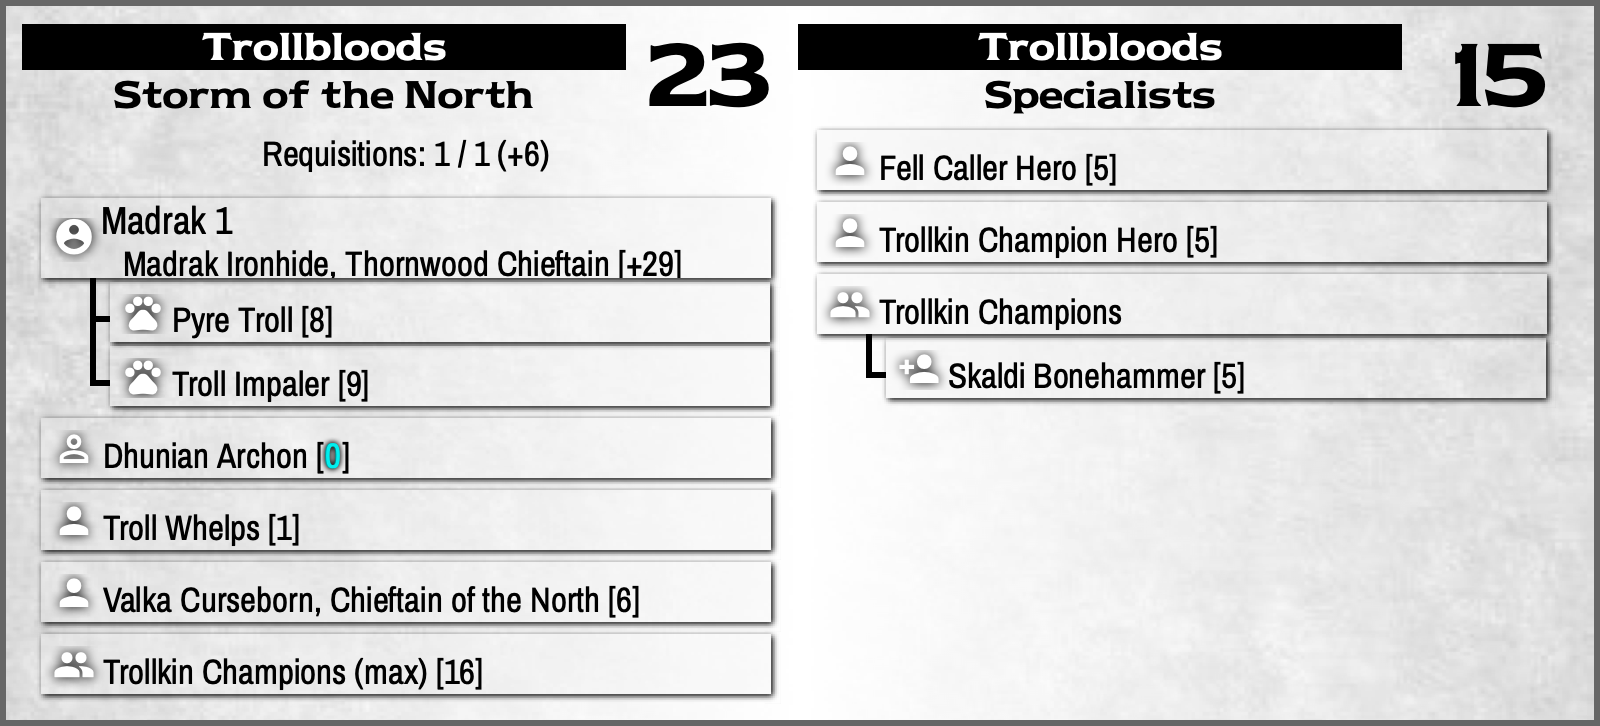 Trollbloods
Storm of the North
23
Requisitions: 1 / 1 (+6)
Madrak 1
Madrak Ironhide, Thornwood Chieftain [+29]
Pyre Troll [8]
Troll Impaler [9]
Dhunian Archon [0]
Troll Whelps [1]
Valka Curseborn, Chieftain of the North [6]
Trollkin Champions (max) [16]
Trollbloods
Specialists
15
Fell Caller Hero [5]
Trollkin Champion Hero [5]
Trollkin Champions
Skaldi Bonehammer [5]